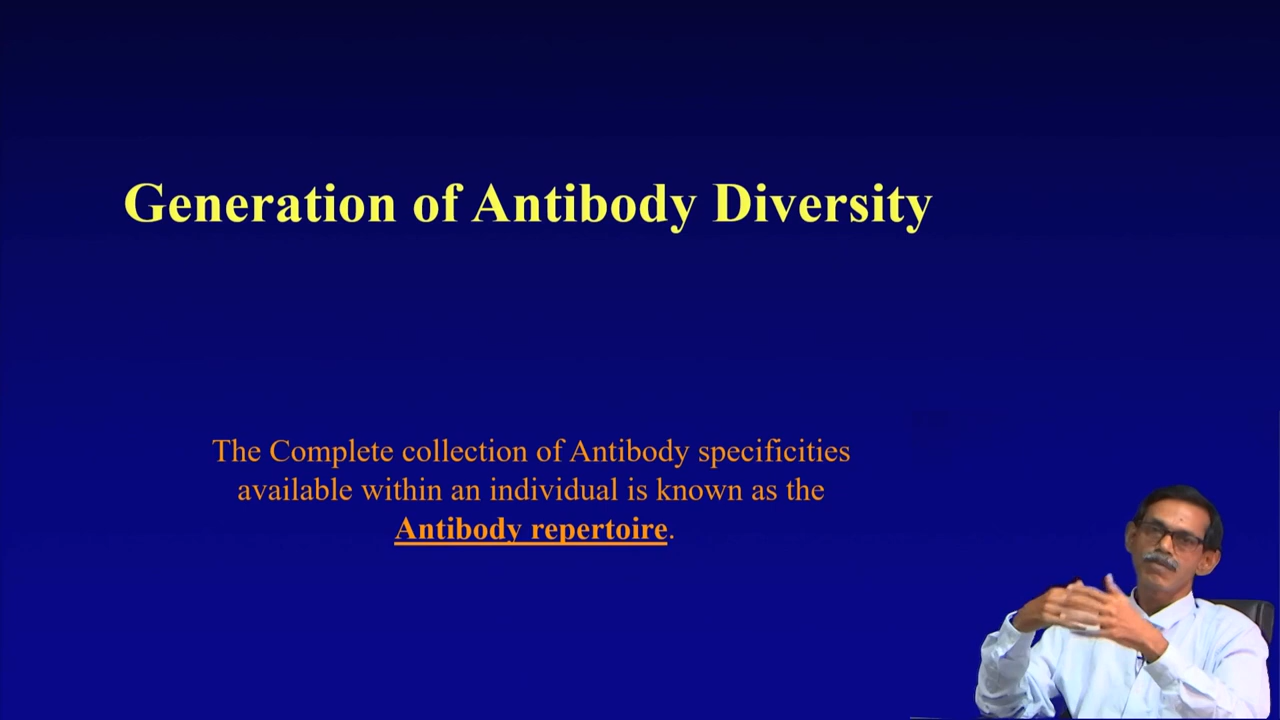 Generation of Antibody Diversity
The Complete collection of Antibody specificities
available within an individual is known as the
Antibody repertoire.